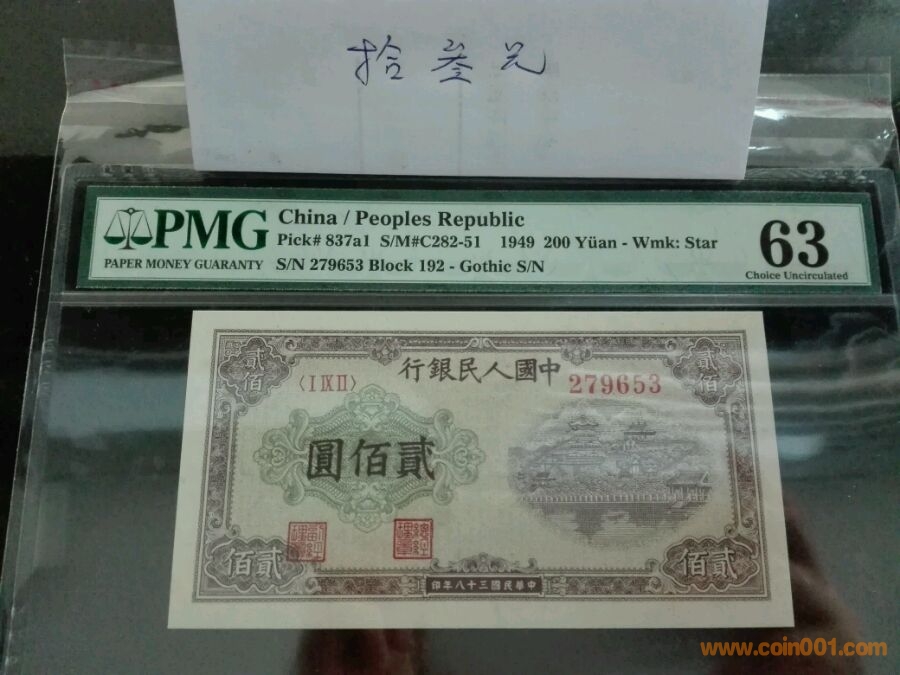 拾叁兄
PMG
PAPER MONEY GUARANTY
China / Peoples Republic
Pick# 837a1 S/M#C282-51 1949 200 Yüan - Wmk: Star
S/N 279653 Block 192 - Gothic S/N
63
Choice Uncirculated
行銀民人國中
〈I IX II〉
279653
圓佰貳
貳佰
貳佰
佰貳
佰貳
印年八十三國民華中
www.coin001.com